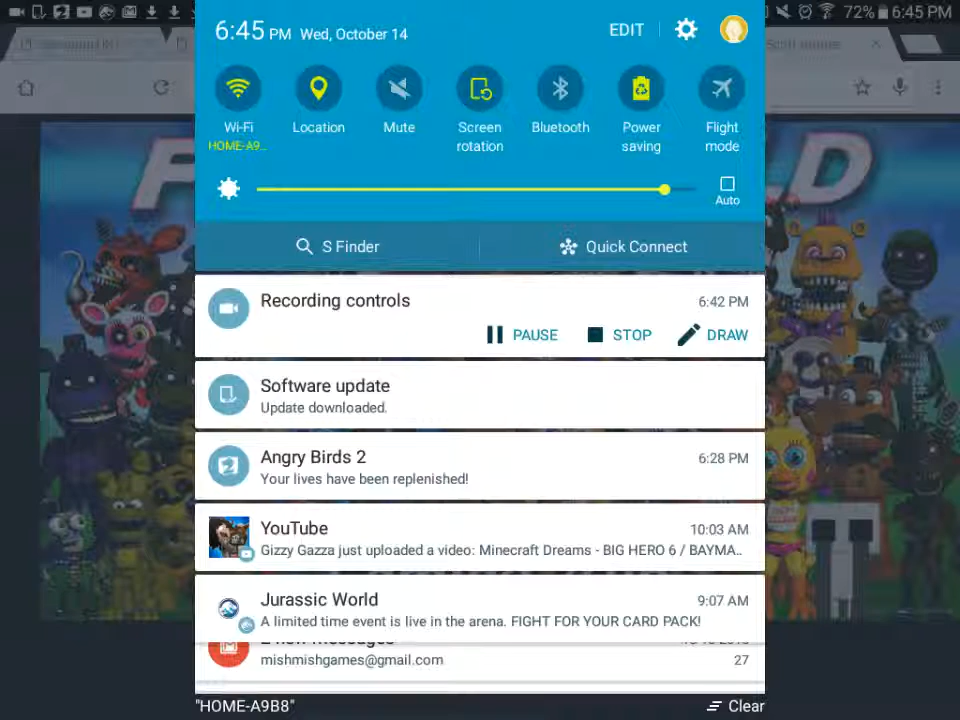 72% 6:45 PM
6:45 PM Wed, October 14
EDIT
Wi-Fi
HOME-A9...
Location
Mute
Screen rotation
Bluetooth
Power saving
Flight mode
Auto
S Finder
Quick Connect
Recording controls
6:42 PM
PAUSE
STOP
DRAW
Software update
Update downloaded.
Angry Birds 2
6:28 PM
Your lives have been replenished!
YouTube
10:03 AM
Gizzy Gazza just uploaded a video: Minecraft Dreams - BIG HERO 6 / BAYMA..
Jurassic World
9:07 AM
A limited time event is live in the arena. FIGHT FOR YOUR CARD PACK!
2 new messages
mishmishgames@gmail.com
27
"HOME-A9B8"
Clear